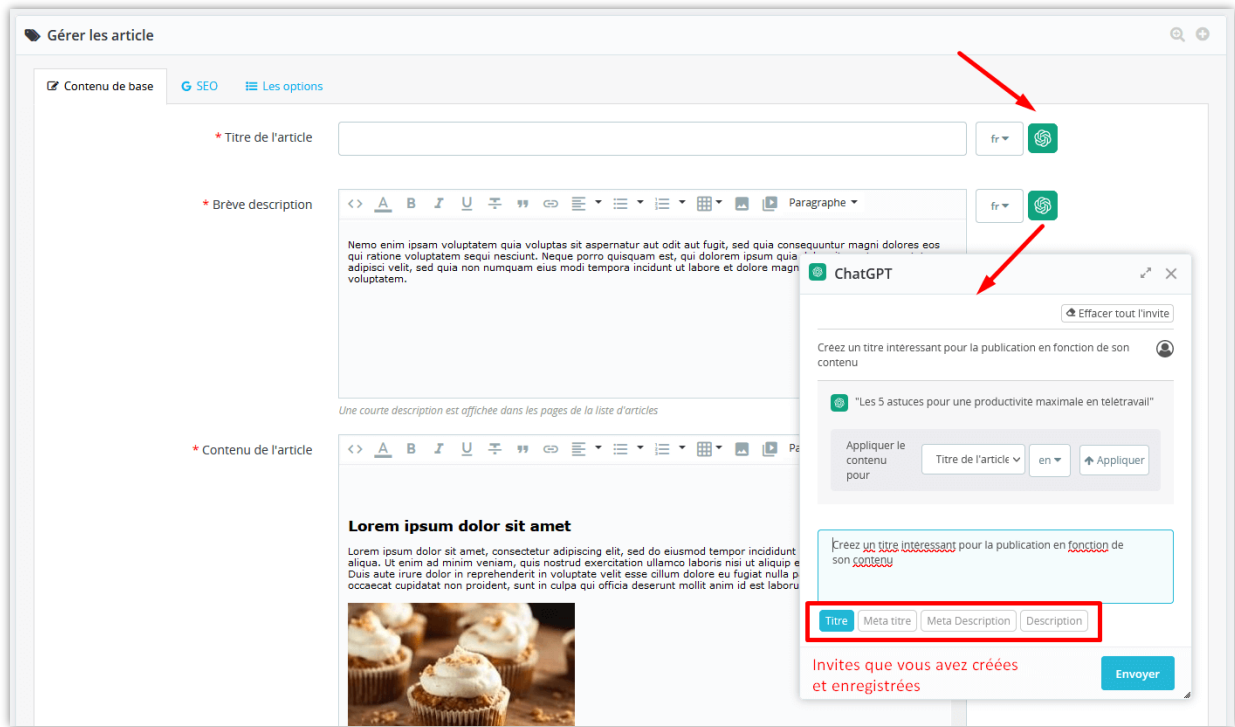 Gérer les article
Contenu de base
SEO
Les options
* Titre de l'article
fr
* Brève description
Paragraphe
fr
Nemo enim ipsam voluptatem quia voluptas sit aspernatur aut odit aut fugit, sed quia consequuntur magni dolores eos
qui ratione voluptatem sequi nesciunt. Neque porro quisquam est, qui dolorem ipsum quia
adipisci velit, sed quia non numquam eius modi tempora incidunt ut labore et dolore magn
voluptatem.
Une courte description est affichée dans les pages de la liste d'articles
* Contenu de l'article
Pa
Lorem ipsum dolor sit amet
Lorem ipsum dolor sit amet, consectetur adipiscing elit, sed do eiusmod tempor incididunt
aliqua. Ut enim ad minim veniam, quis nostrud exercitation ullamco laboris nisi ut aliquip e
Duis aute irure dolor in reprehenderit in voluptate velit esse cillum dolore eu fugiat nulla p
occaecat cupidatat non proident, sunt in culpa qui officia deserunt mollit anim id est laboru
ChatGPT
Effacer tout l'invite
Créez un titre intéressant pour la publication en fonction de son
contenu
"Les 5 astuces pour une productivité maximale en télétravail"
Appliquer le
contenu
pour
Titre de l'article
en
Appliquer
Créez un titre intéressant pour la publication en fonction de
son contenu
Titre
Méta titre
Meta Description
Description
Invites que vous avez créées
et enregistrées
Envoyer